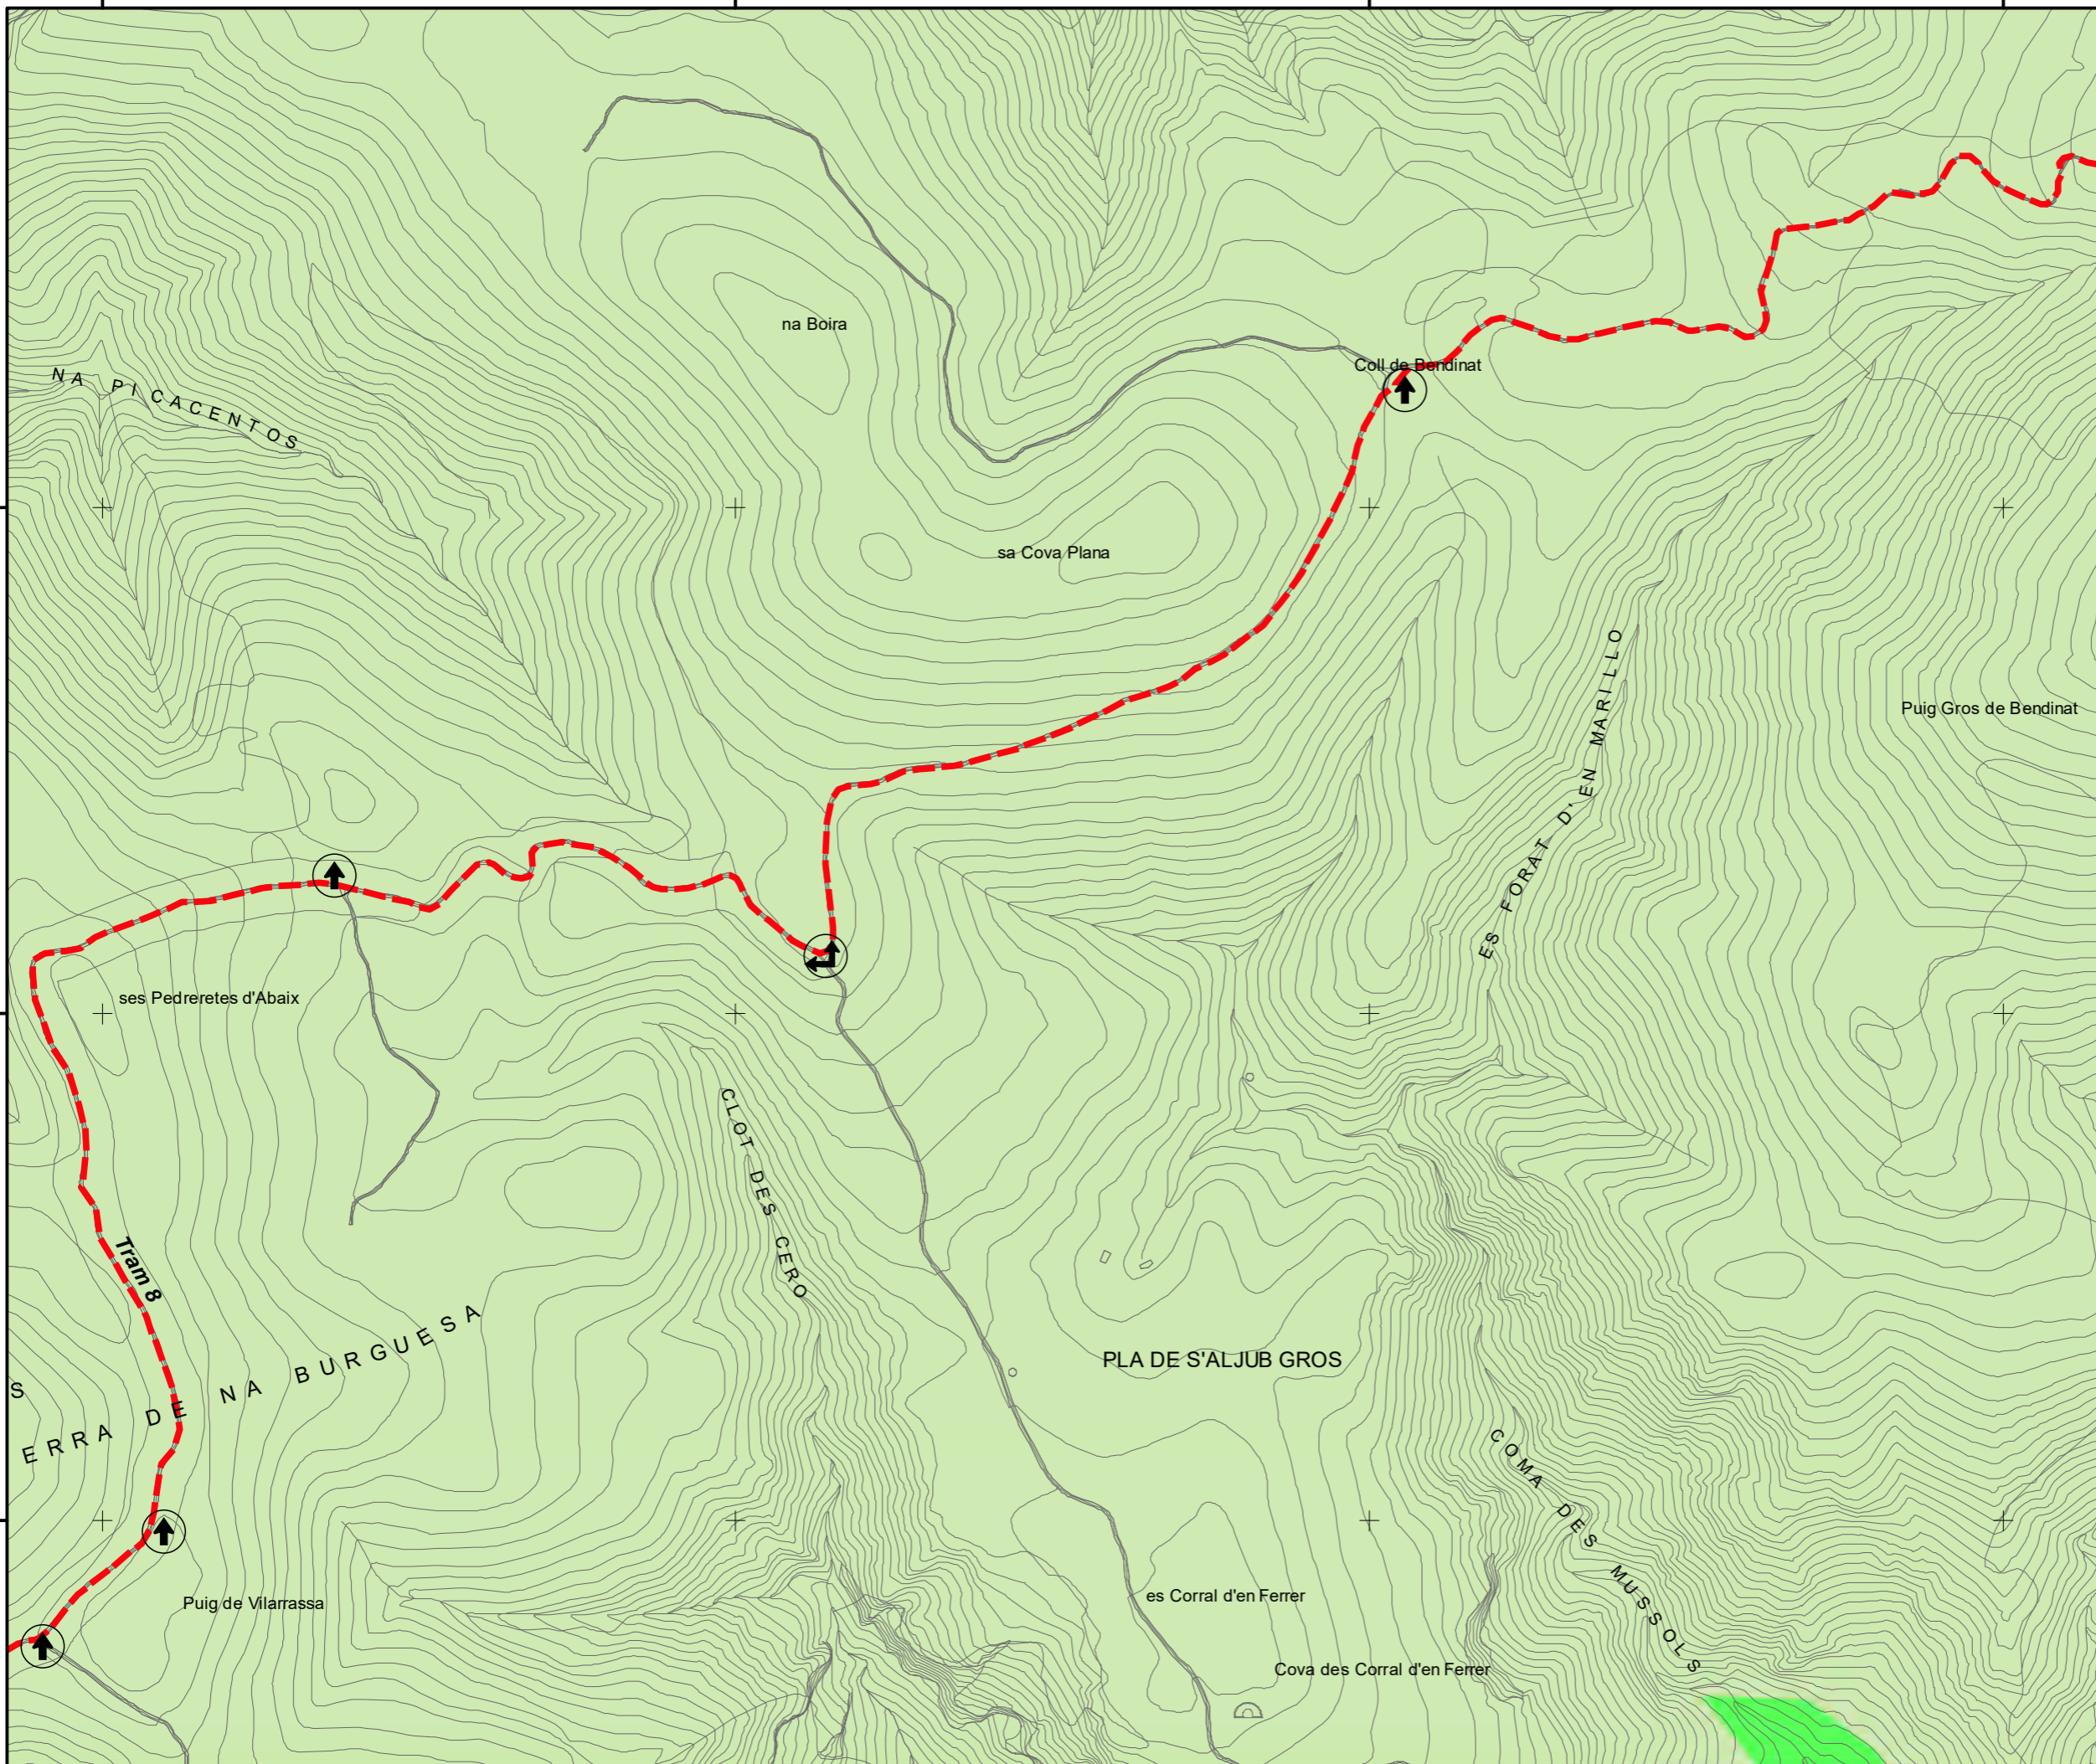 na Boira
Coll de Bendinat
NA PICACENTOS
sa Cova Plana
ES FORAT D'EN MARILLO
Puig Gros de Bendinat
ses Pedreretes d'Abaix
CLOT DES CERO
Tram 8
PLA DE S'ALJUB GROS
S
ERRA DE NA BURGUESA
COMA DES MUSSOLS
es Corral d'en Ferrer
Puig de Vilarrassa
Cova des Corral d'en Ferrer